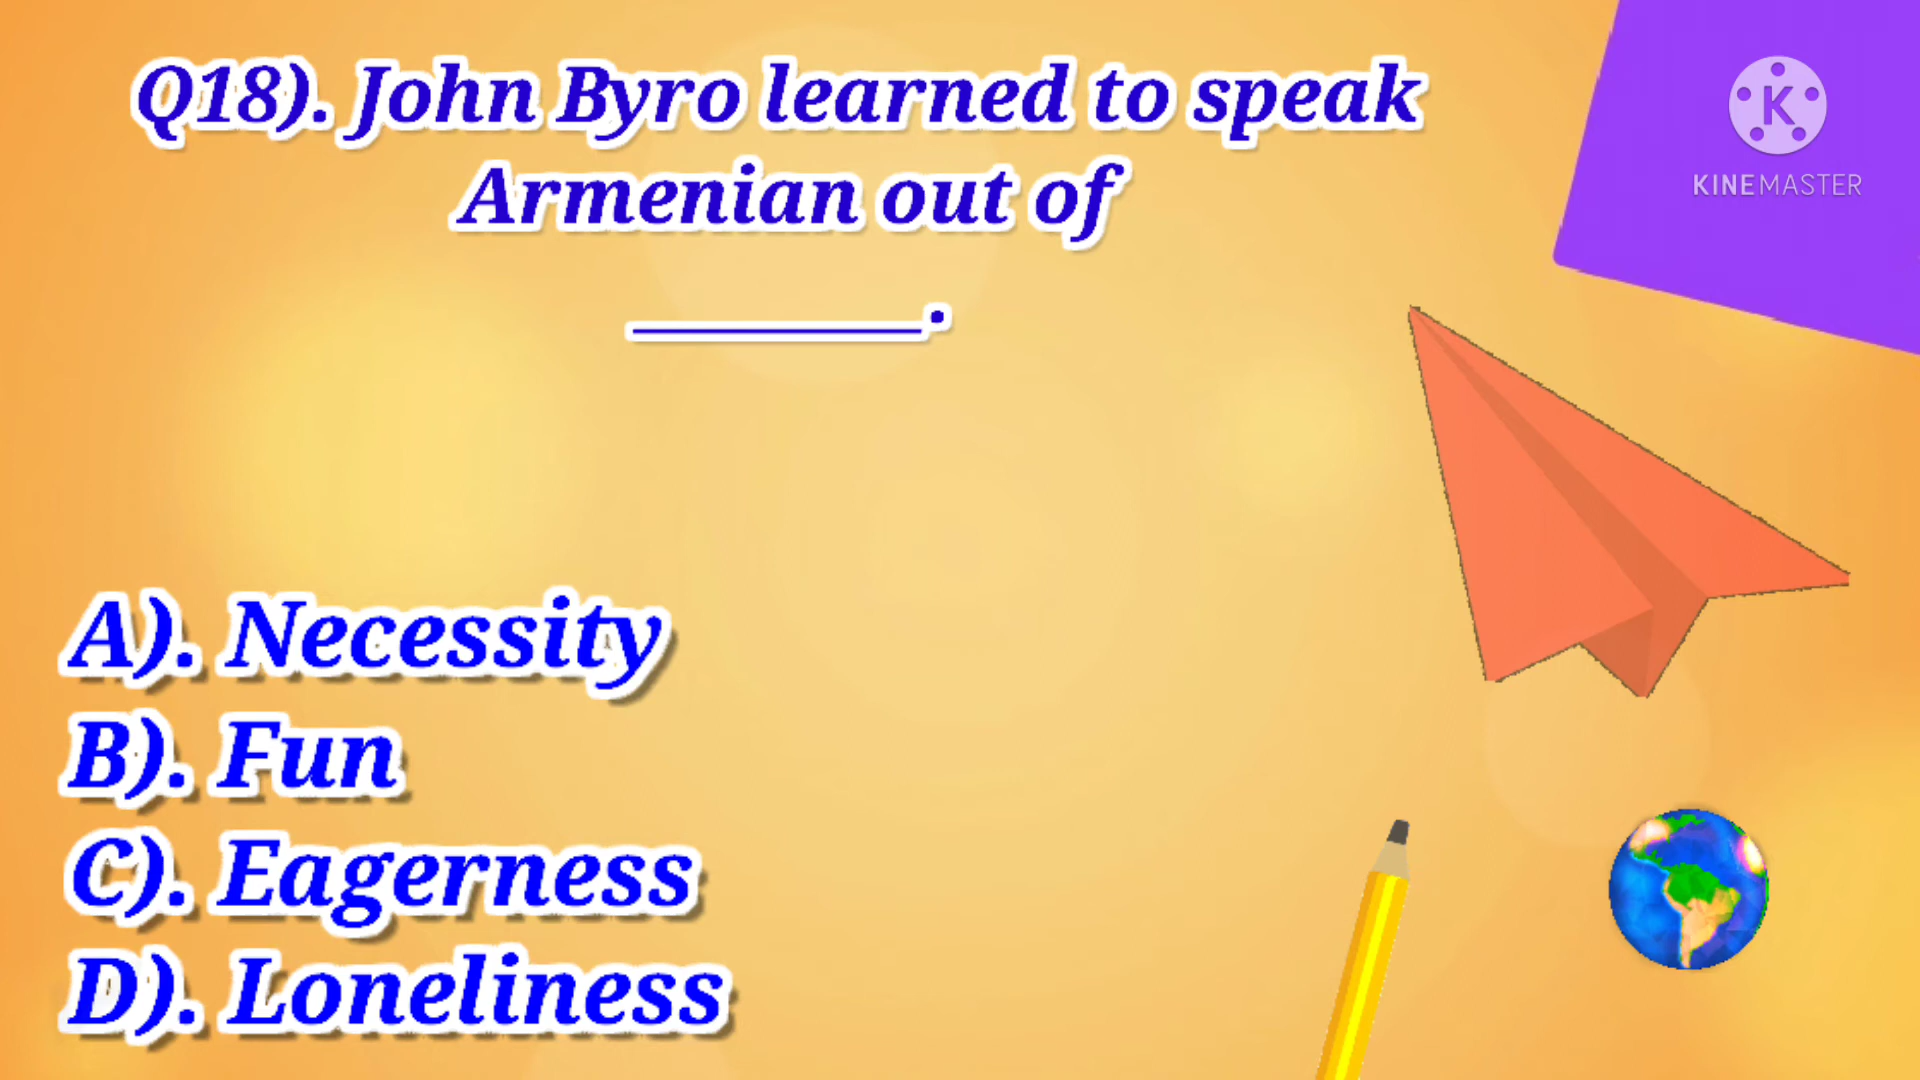 Q18). John Byro learned to speak
Armenian out of
________.
A). Necessity
B). Fun
C). Eagerness
D). Loneliness
K
KINEMASTER